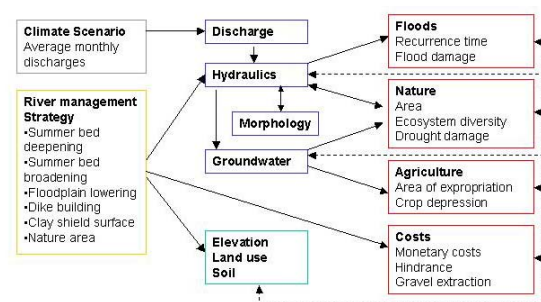 Climate Scenario
Average monthly
discharges
River management
Strategy
•Summer bed
deepening
•Summer bed
broadening
•Floodplain lowering
•Dike building
•Clay shield surface
•Nature area
Discharge
Hydraulics
Morphology
Groundwater
Elevation
Land use
Soil
Floods
Recurrence time
Flood damage
Nature
Area
Ecosystem diversity
Drought damage
Agriculture
Area of expropriation
Crop depression
Costs
Monetary costs
Hindrance
Gravel extraction